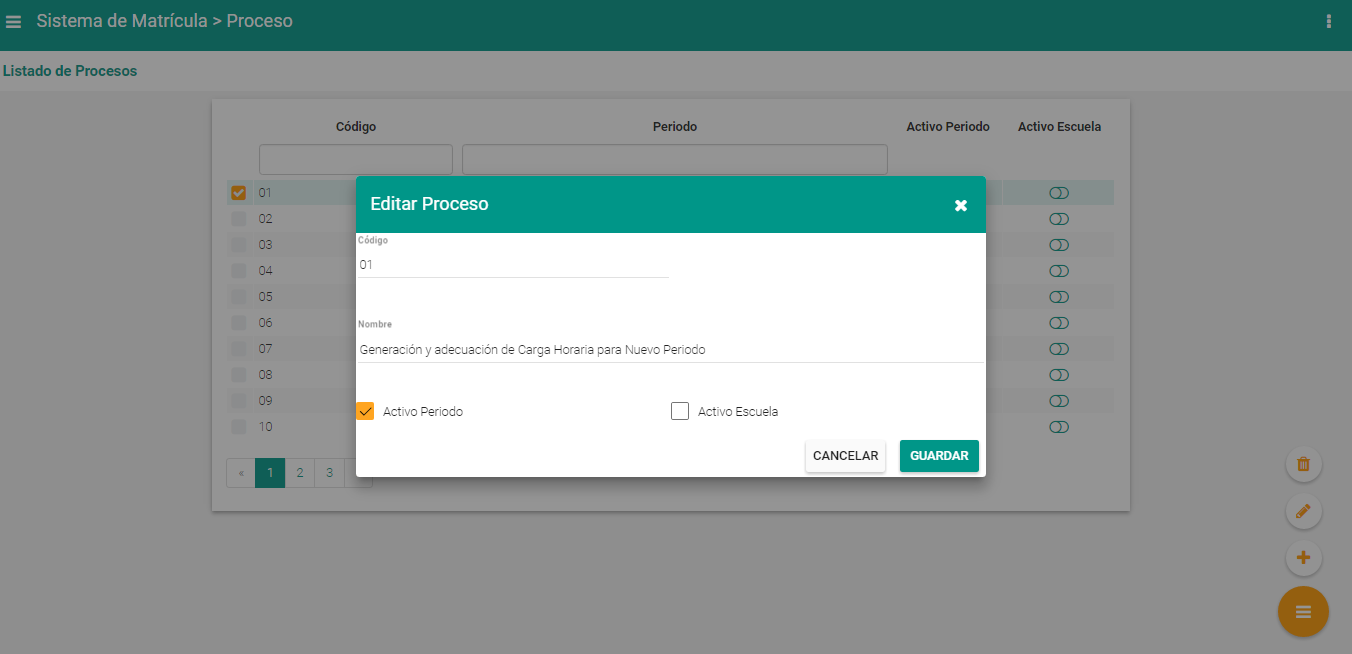 Sistema de Matrícula > Proceso
Listado de Procesos
Código Periodo Activo Periodo Activo Escuela
01
02
03
04
05
06
07
08
09
10
« 1 2 3
Editar Proceso
Código
01
Nombre
Generación y adecuación de Carga Horaria para Nuevo Periodo
Activo Periodo Activo Escuela
CANCELAR GUARDAR